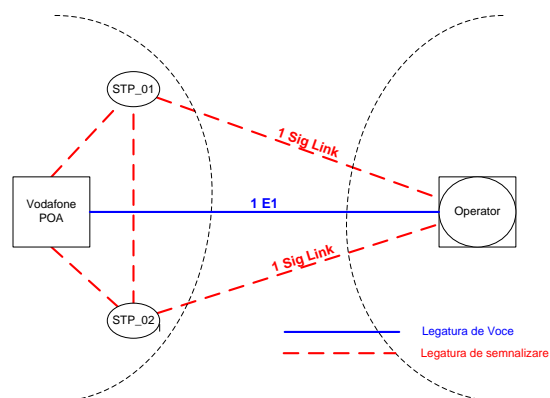 STP_01
1 Sig Link
Vodafone
POA
1 E1
Operator
1 Sig Link
STP_02
Legatura de Voce
Legatura de semnalizare